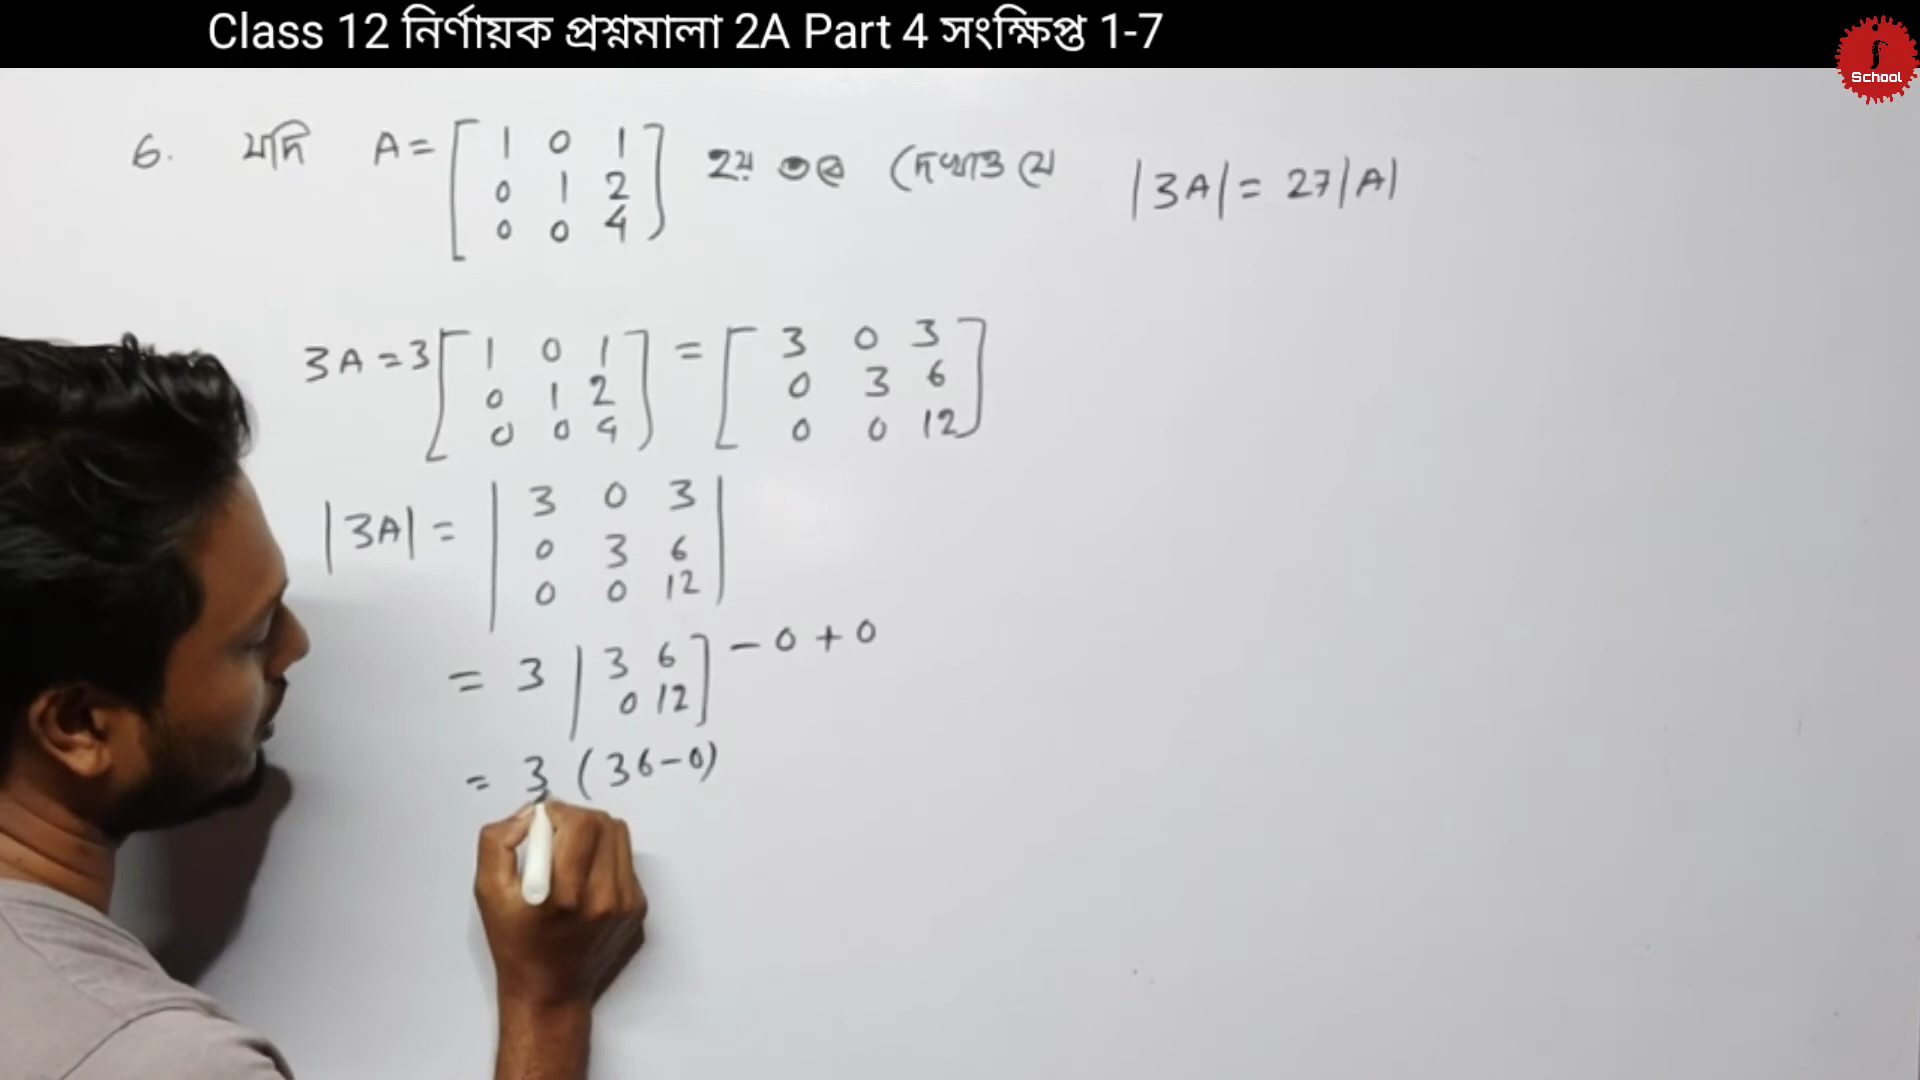 Class 12 নির্ণায়ক প্রশ্নমালা 2A Part 4 সংক্ষিপ্ত 1-7
School
6. যদি A = [ 1 0 1 2য় তবে দেখাও যে |3A| = 27|A|
0 1 2
0 0 4 ]
3A = 3 [ 1 0 1 = [ 3 0 3
0 1 2 0 3 6
0 0 4 ] 0 0 12 ]
|3A| = | 3 0 3 |
0 3 6
0 0 12
= 3 | 3 6 ] - 0 + 0
0 12
= 3 (36-0)